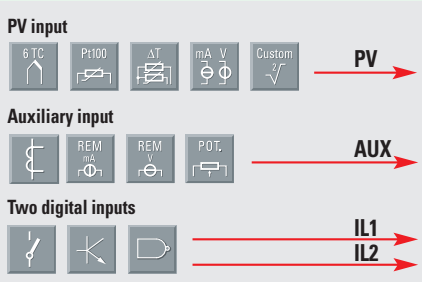 PV input
6 TC Pt100 ΔT mA V Custom
√ PV
Auxiliary input
REM mA REM V POT. AUX
Two digital inputs
IL1
IL2